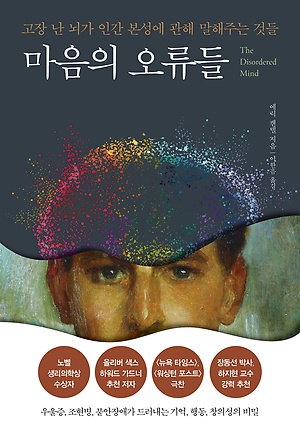 고장 난 뇌가 인간 본성에 관해 말해주는 것들
마음의 오류들
The
Disordered
Mind
에릭 캔델 지음 | 이한음 옮김
노벨
생리의학상
수상자
올리버 색스
하워드 가드너
추천 저자
《뉴욕 타임스》,
《워싱턴 포스트》
극찬
장동선 박사,
하지현 교수
강력 추천
우울증, 조현병, 불안장애가 드러내는 기억, 행동, 창의성의 비밀